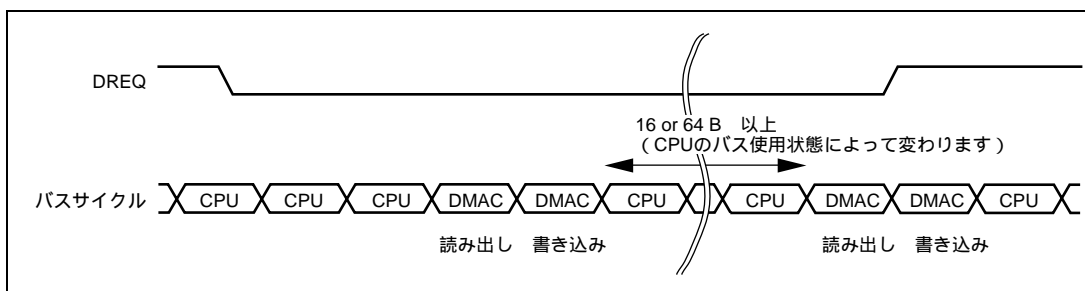 DREQ
16 or 64 B 以上
(CPUのバス使用状態によって変わります)
バスサイクル CPU CPU CPU DMAC DMAC CPU CPU DMAC DMAC CPU
読み出し 書き込み 読み出し 書き込み